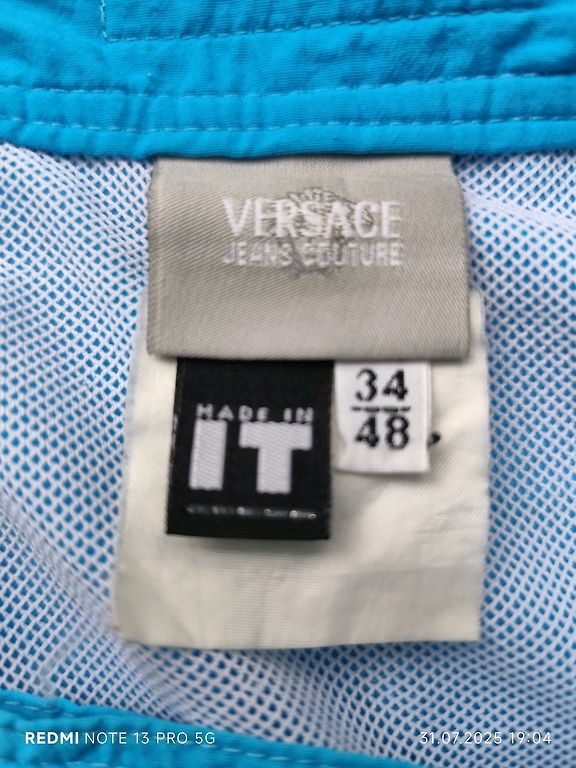 VERSACE
JEANS COUTURE
MADE IN
IT
34
48
REDMI NOTE 13 PRO 5G
31.07.2025 19:04